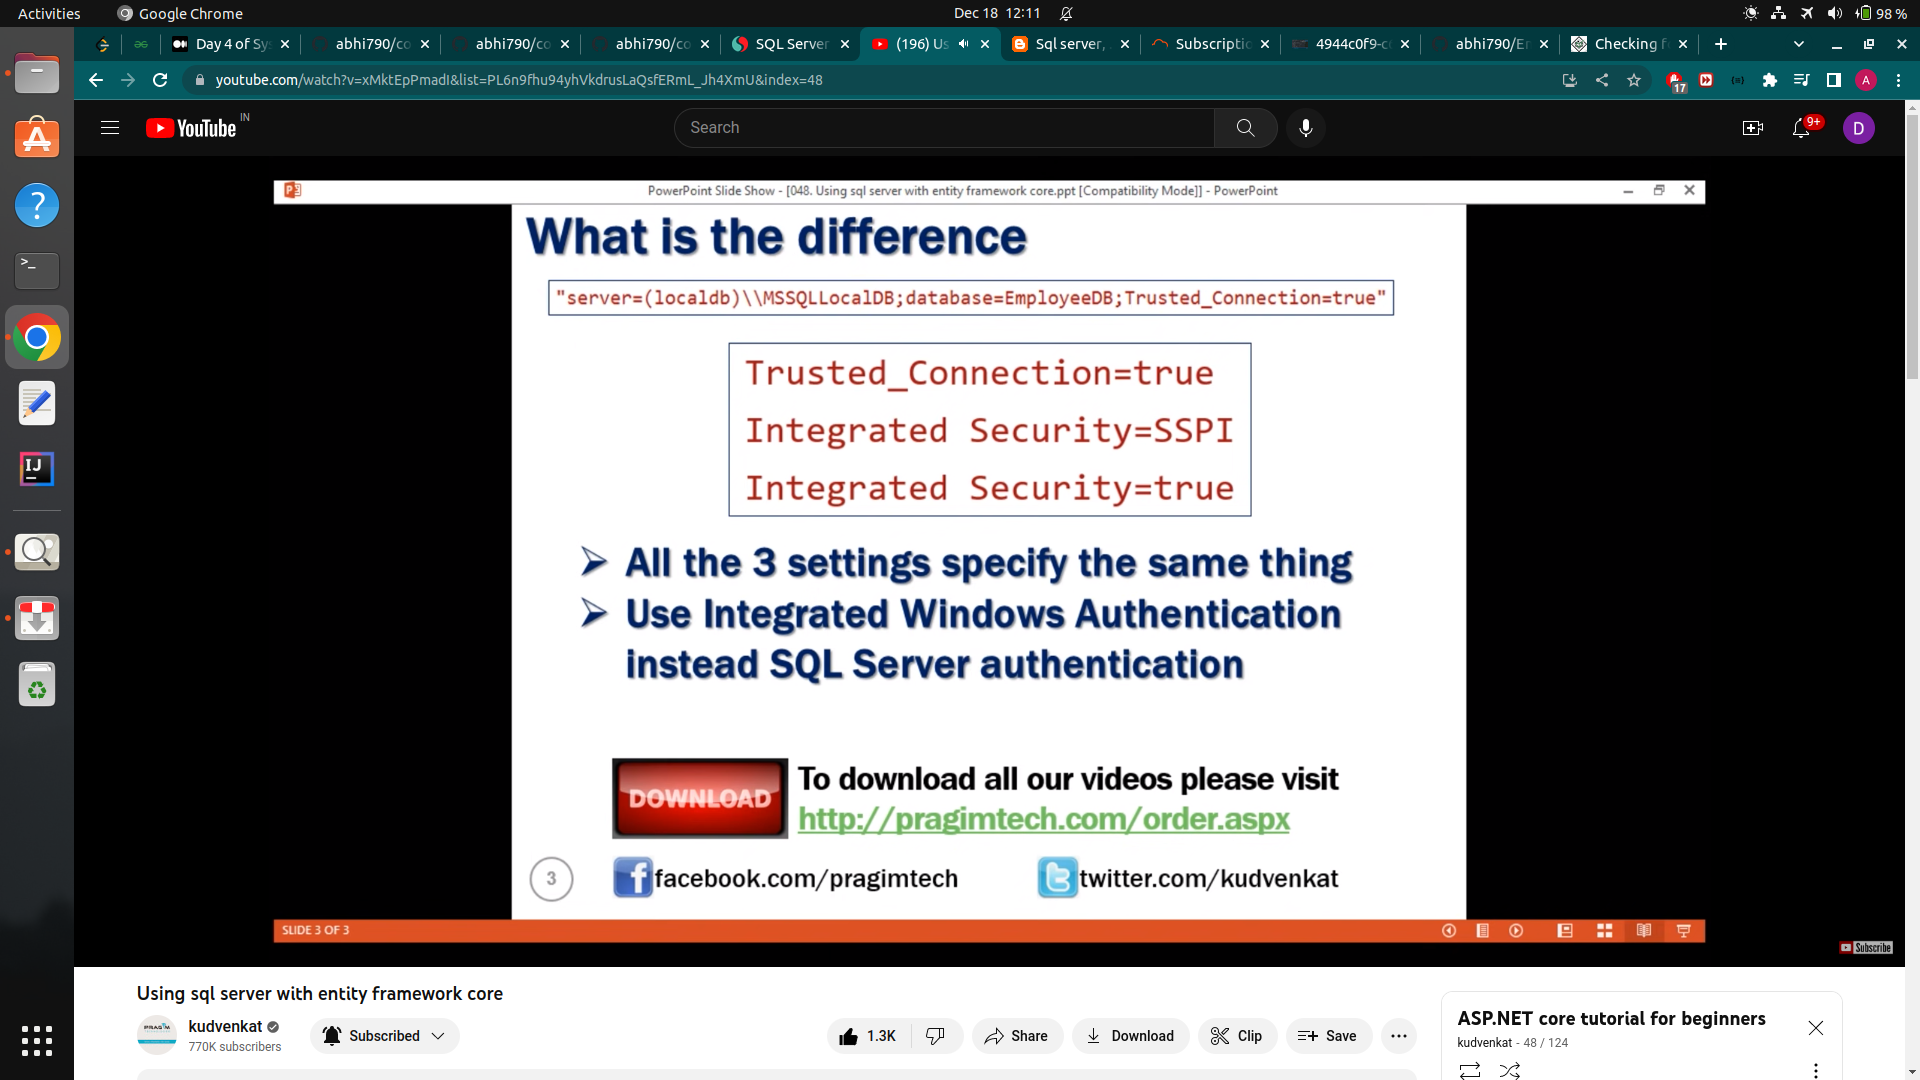 Activities
Google Chrome
Dec 18 12:11
98 %
Day 4 of Sy
abhi790/co
abhi790/co
abhi790/co
SQL Server
(196) Us
Sql server,
Subscriptio
4944c0f9-c
abhi790/En
Checking f
youtube.com/watch?v=xMktEpPmadI&list=PL6n9fhu94yhVkdrusLaQsfERmL_Jh4XmU&index=48
17
A
YouTube IN
Search
9+
D
PowerPoint Slide Show - [048. Using sql server with entity framework core.ppt [Compatibility Mode]] - PowerPoint
What is the difference
"server=(localdb)\\MSSQLLocalDB;database=EmployeeDB;Trusted_Connection=true"
Trusted_Connection=true
Integrated Security=SSPI
Integrated Security=true
All the 3 settings specify the same thing
Use Integrated Windows Authentication
instead SQL Server authentication
DOWNLOAD
To download all our videos please visit
http://pragimtech.com/order.aspx
3
facebook.com/pragimtech
twitter.com/kudvenkat
SLIDE 3 OF 3
Subscribe
Using sql server with entity framework core
PRAGIM
kudvenkat
770K subscribers
Subscribed
1.3K
Share
Download
Clip
Save
ASP.NET core tutorial for beginners
kudvenkat - 48 / 124